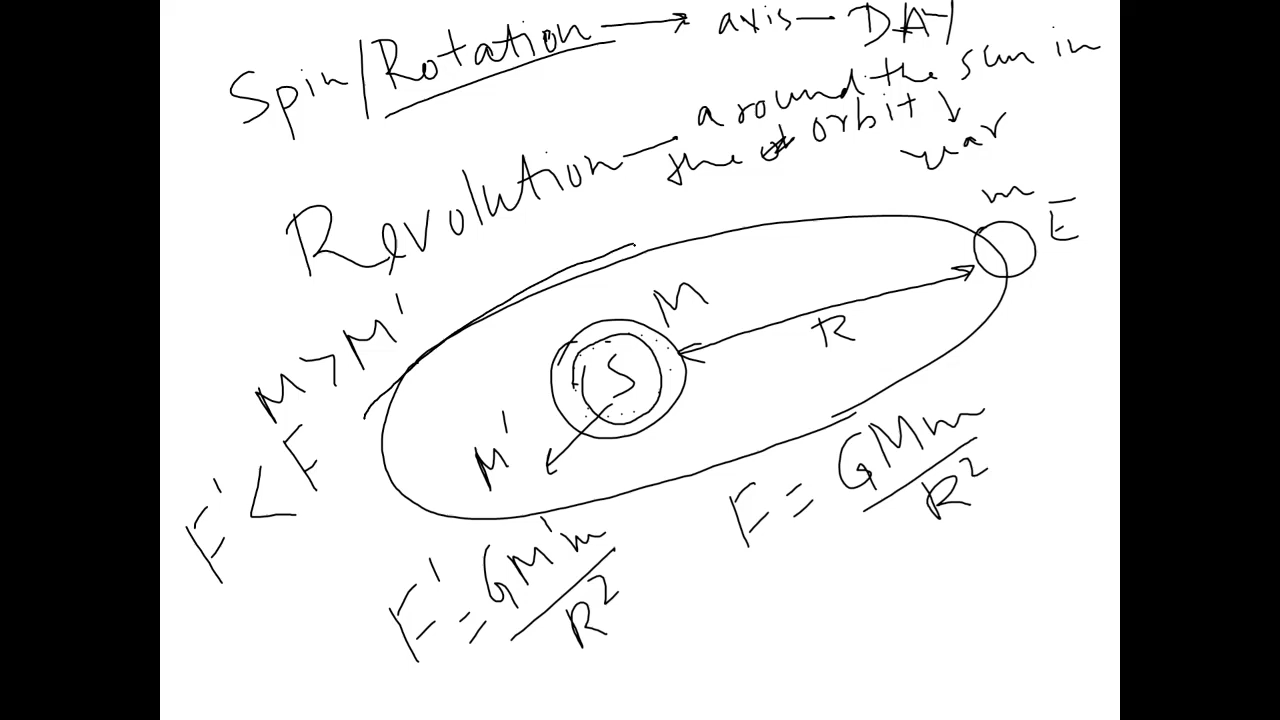 Spin/Rotation → axis — DAY
Revolution — around the sun in
the orbit ↓
year
m
E
M
R
S
M'
M > M'
F' < F
F = GMm
R²
F' = GM'm
R²